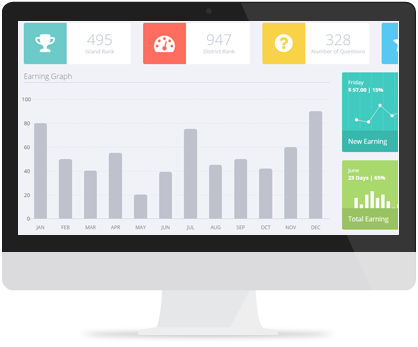 495
Island Rank
947
District Rank
328
Number of Questions
Earning Graph
100
80
60
40
20
0
JAN FEB MAR APR MAY JUN JUL AUG SEP OCT NOV DEC
Friday
$ 57,00 | 15%
New Earning
June
23 Days | 65%
Total Earning